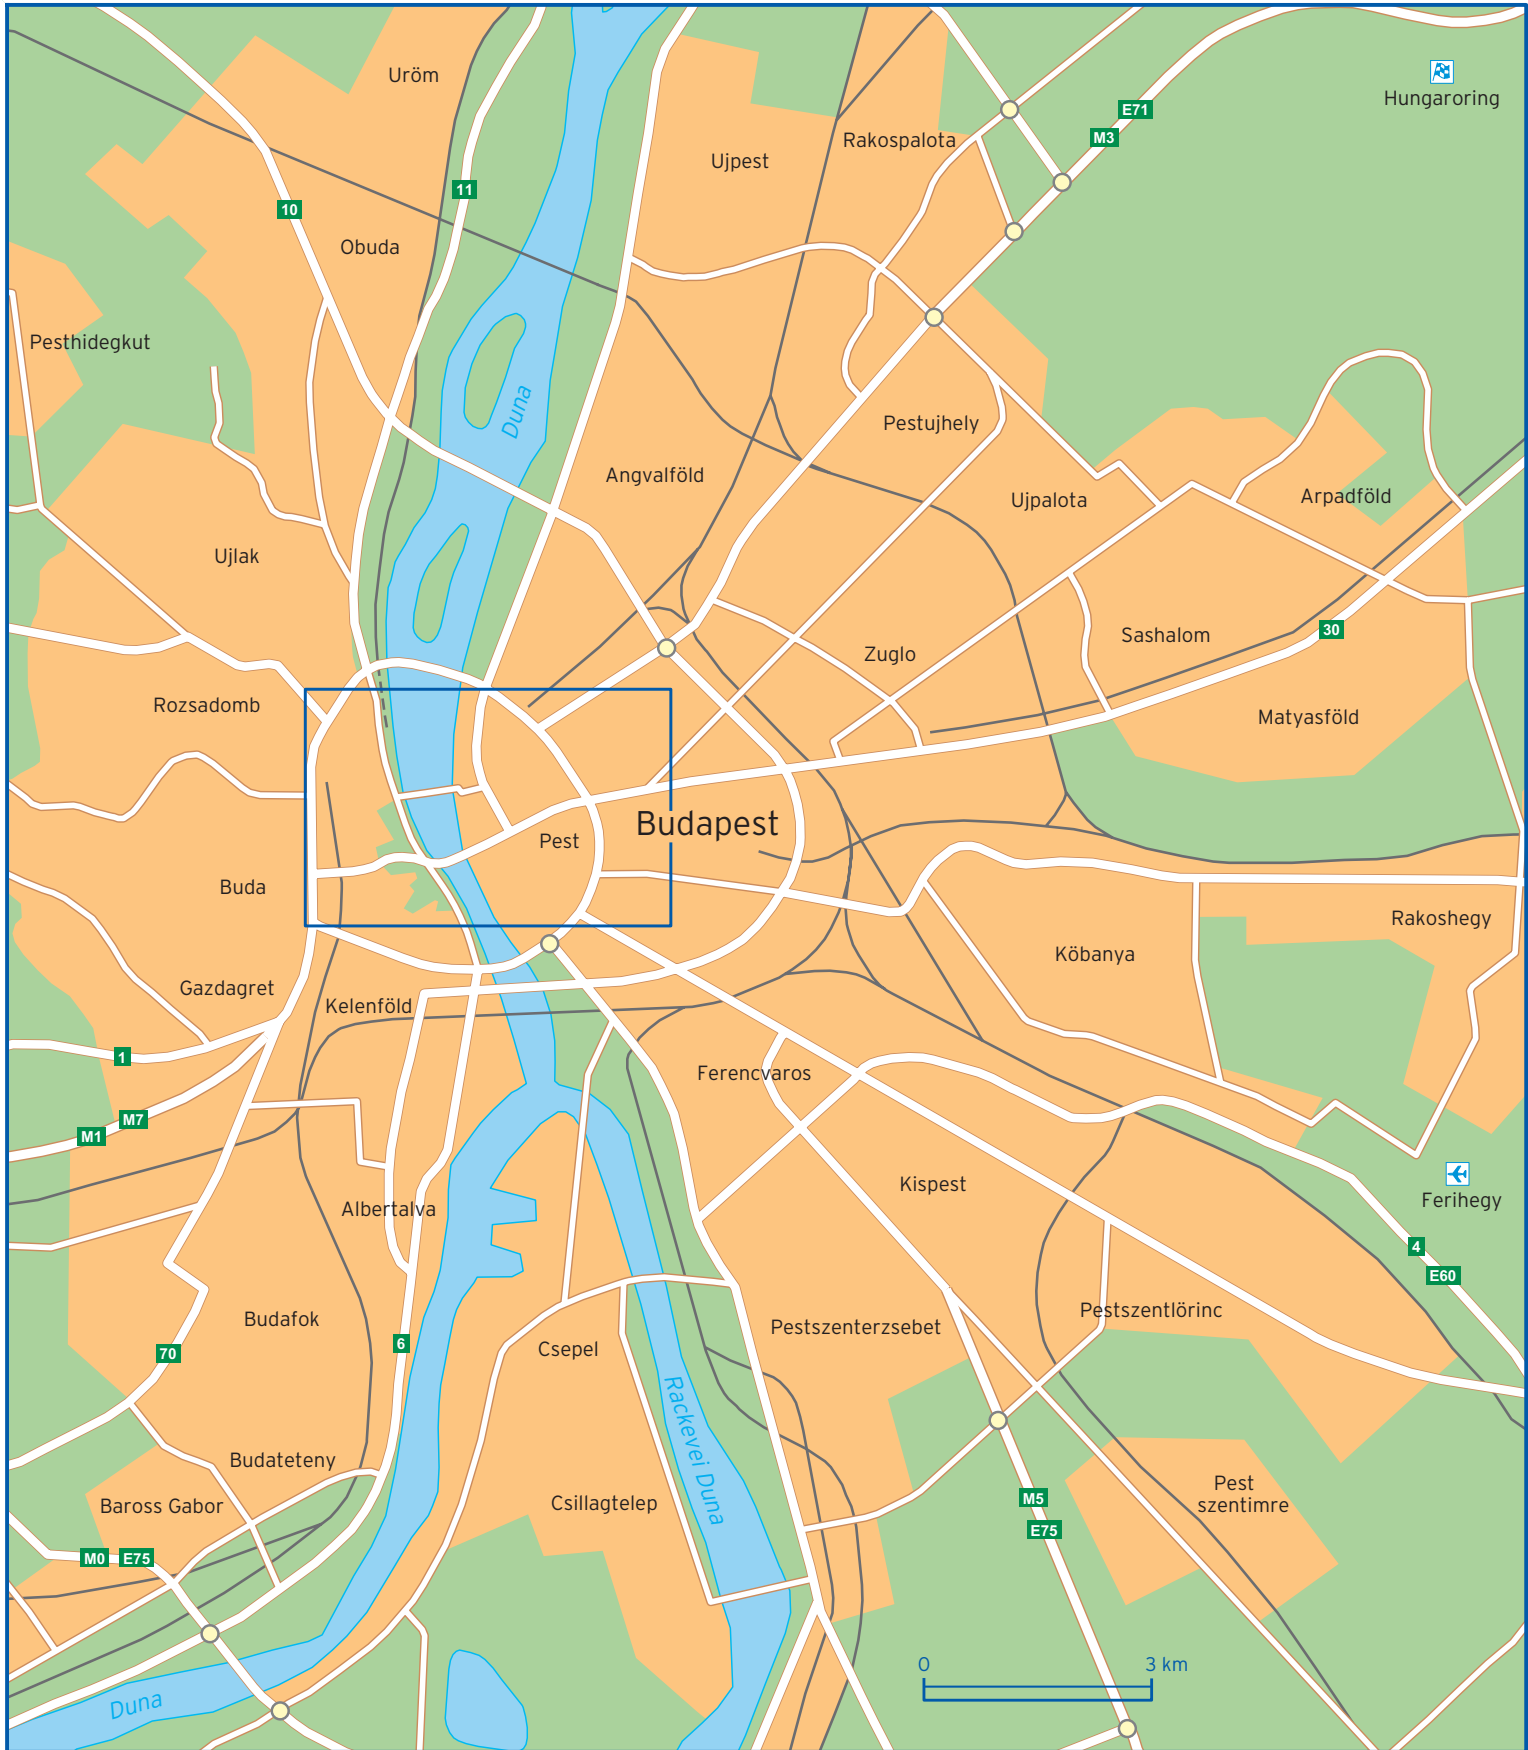 Uröm
Hungaroring
E71
M3
Rakospalota
Ujpest
11
10
Obuda
Pesthidegkut
Duna
Pestujhely
Angvalföld
Ujpalota
Arpadföld
Ujlak
Sashalom
30
Zuglo
Rozsadomb
Matyasföld
Budapest
Pest
Buda
Rakoshegy
Köbanya
Gazdagret
Kelenföld
1
Ferencvaros
M7
M1
Kispest
Ferihegy
Albertalva
4
E60
Budafok
Pestszentlörinc
Pestszenterzsebet
6
Csepel
70
Rackevei Duna
Budateteny
Baross Gabor
Csillagtelep
Pest
szentimre
M5
E75
M0 E75
0 3 km
Duna